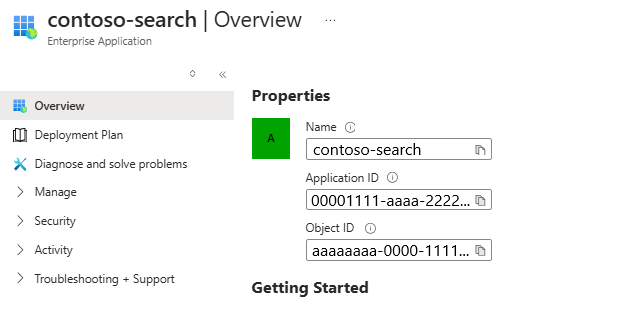 contoso-search | Overview ...
Enterprise Application
Overview
Deployment Plan
Diagnose and solve problems
Manage
Security
Activity
Troubleshooting + Support
Properties
A
Name
contoso-search
Application ID
00001111-aaaa-2222...
Object ID
aaaaaaaa-0000-1111...
Getting Started